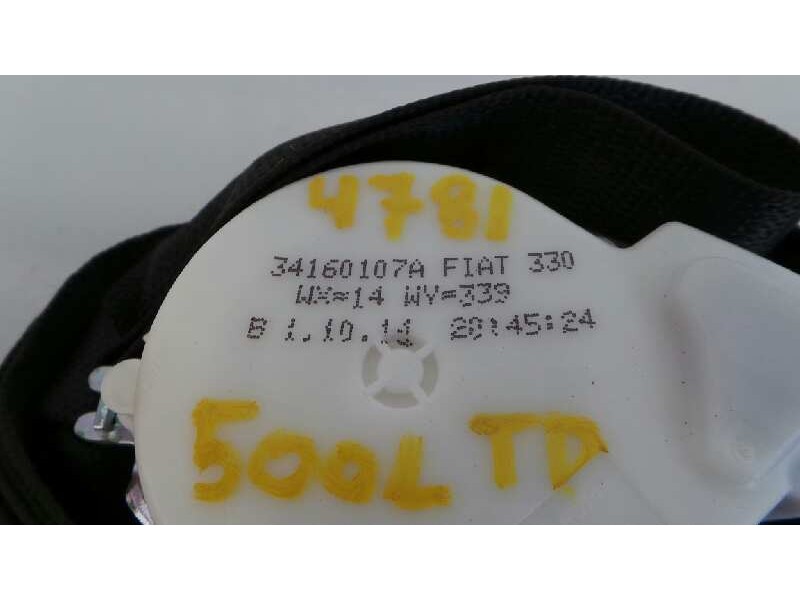 4781
34160107A FIAT 330
WX=14 WY=339
B 1.10.14 20:45:24
500L TD